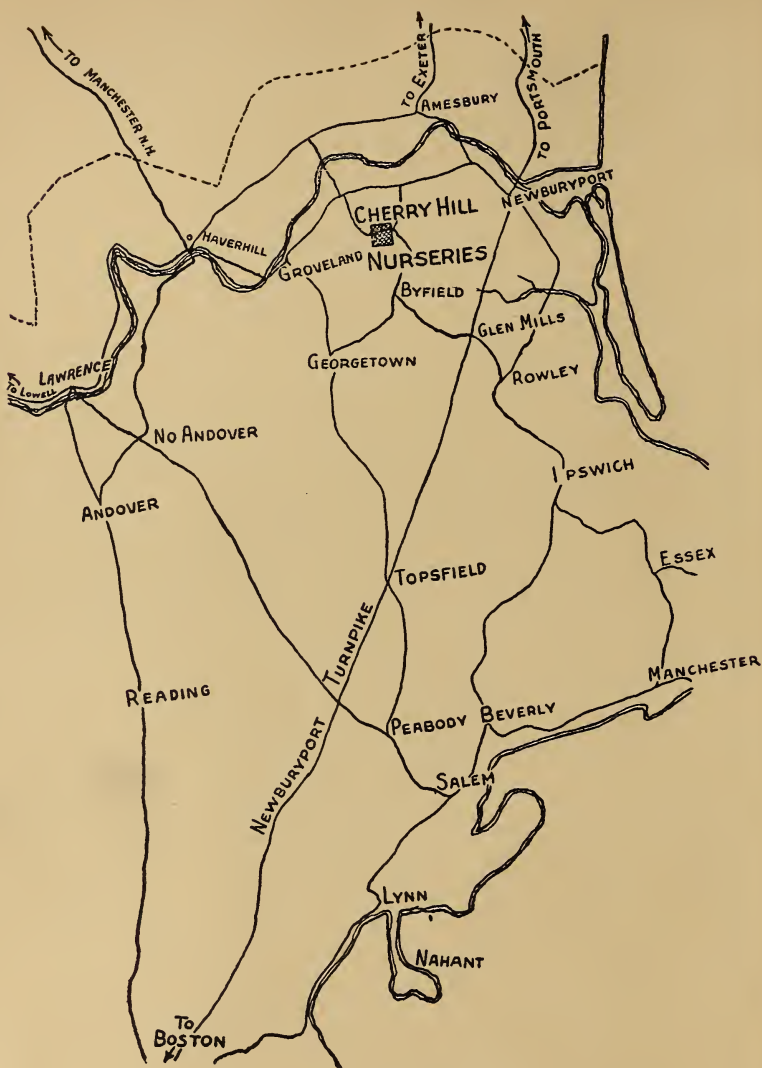 TO MANCHESTER N.H.
TO EXETER
TO PORTSMOUTH
AMESBURY
NEWBURYPORT
HAVERHILL
CHERRY HILL
NURSERIES
GROVELAND
BYFIELD
GLEN MILLS
GEORGETOWN
ROWLEY
LAWRENCE
TO LOWELL
NO ANDOVER
ANDOVER
IPSWICH
ESSEX
TOPSFIELD
READING
NEWBURYPORT TURNPIKE
MANCHESTER
PEABODY
BEVERLY
SALEM
LYNN
NAHANT
TO
BOSTON